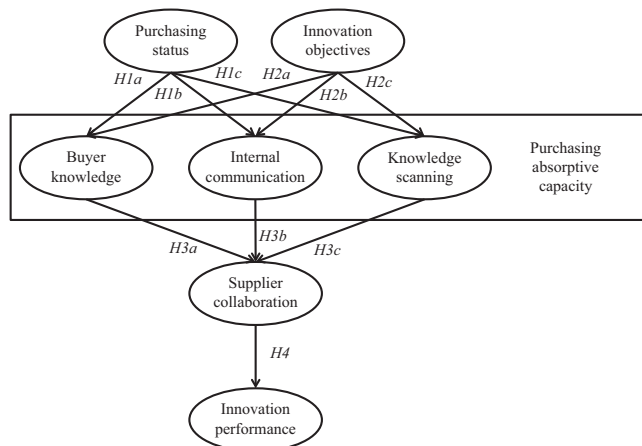 Purchasing
status
Innovation
objectives
H1a
H1b
H1c
H2a
H2b
H2c
Buyer
knowledge
Internal
communication
Knowledge
scanning
Purchasing
absorptive
capacity
H3a
H3b
H3c
Supplier
collaboration
H4
Innovation
performance